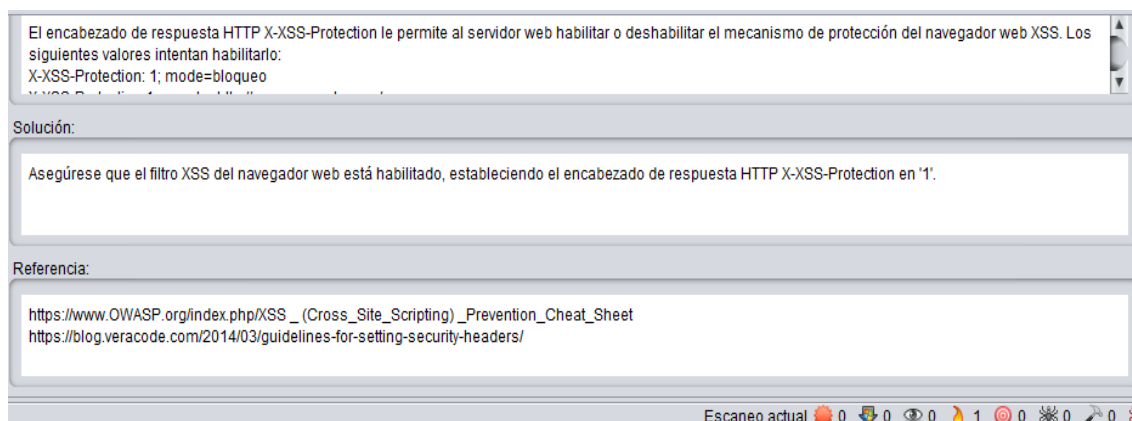 El encabezado de respuesta HTTP X-XSS-Protection le permite al servidor web habilitar o deshabilitar el mecanismo de protección del navegador web XSS. Los
siguientes valores intentan habilitarlo:
X-XSS-Protection: 1; mode=bloqueo
Solución:
Asegúrese que el filtro XSS del navegador web está habilitado, estableciendo el encabezado de respuesta HTTP X-XSS-Protection en '1'.
Referencia:
https://www.OWASP.org/index.php/XSS _ (Cross_Site_Scripting) _Prevention_Cheat_Sheet
https://blog.veracode.com/2014/03/guidelines-for-setting-security-headers/
Escaneo actual 0 0 0 1 0 0 0